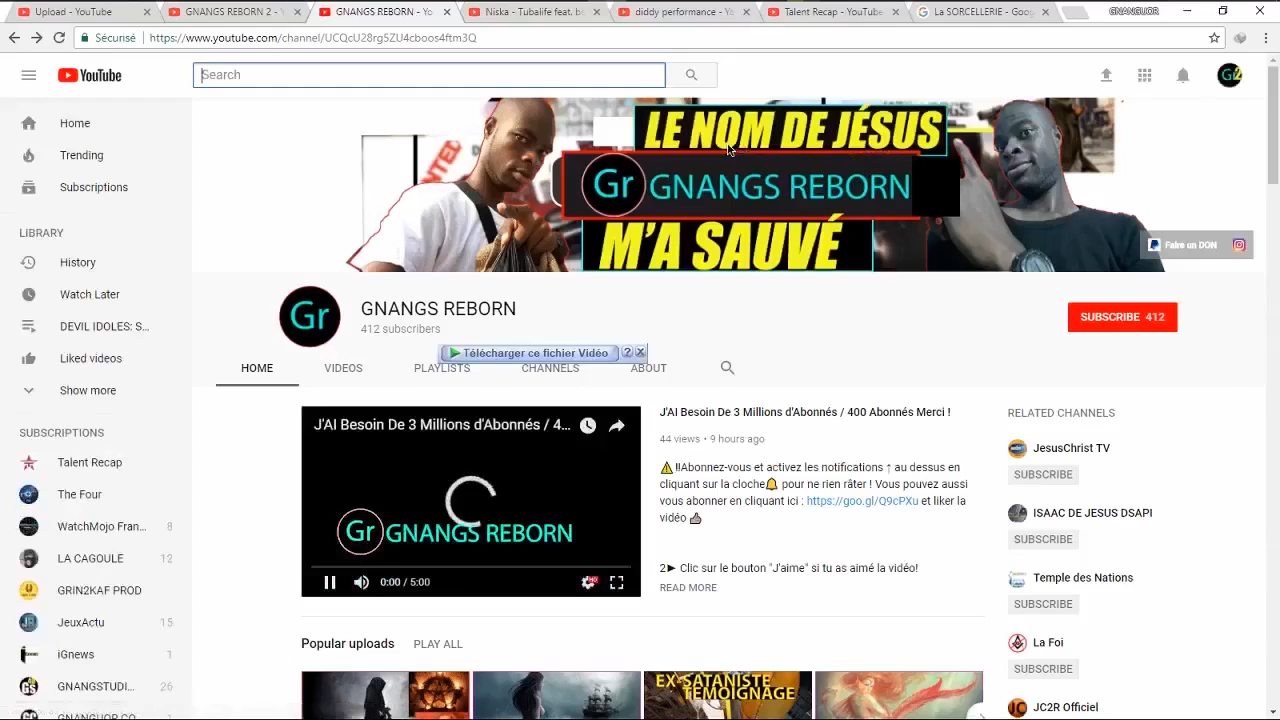 Upload - YouTube
GNANGS REBORN 2 - Y
GNANGS REBORN - Yo
Niska - Tubalife feat. b
diddy performance - Ya
Talent Recap - YouTube
La SORCELLERIE - Goog
GNANGUOR
Sécurisé
https://www.youtube.com/channel/UCQcU28rg5ZU4cboos4ftm3Q
YouTube
Search
Gr2
Home
Trending
Subscriptions
LIBRARY
History
Watch Later
DEVIL IDOLES: S...
Liked videos
Show more
SUBSCRIPTIONS
Talent Recap
The Four
WatchMojo Fran... 8
LA CAGOULE 12
GRIN2KAF PROD
JeuxActu 15
iGnews 1
GNANGSTUDI... 26
GNANGUOR CO
LE NOM DE JÉSUS
Gr GNANGS REBORN
M'A SAUVÉ
Faire un DON
Gr
GNANGS REBORN
412 subscribers
SUBSCRIBE 412
Télécharger ce fichier Vidéo ? X
HOME VIDEOS PLAYLISTS CHANNELS ABOUT
J'AI Besoin De 3 Millions d'Abonnés / 4...
Gr GNANGS REBORN
0:00 / 5:00
HD
J'AI Besoin De 3 Millions d'Abonnés / 400 Abonnés Merci !
44 views • 9 hours ago
⚠️!!Abonnez-vous et activez les notifications ↑ au dessus en
cliquant sur la cloche🔔 pour ne rien râter ! Vous pouvez aussi
vous abonner en cliquant ici : https://goo.gl/Q9cPXu et liker la
vidéo 👍
2► Clic sur le bouton "J'aime" si tu as aimé la vidéo!
READ MORE
Popular uploads PLAY ALL
EX-SATANISTE
TÉMOIGNAGE
RELATED CHANNELS
JesusChrist TV
SUBSCRIBE
ISAAC DE JESUS DSAPI
SUBSCRIBE
Temple des Nations
SUBSCRIBE
La Foi
SUBSCRIBE
JC2R Officiel